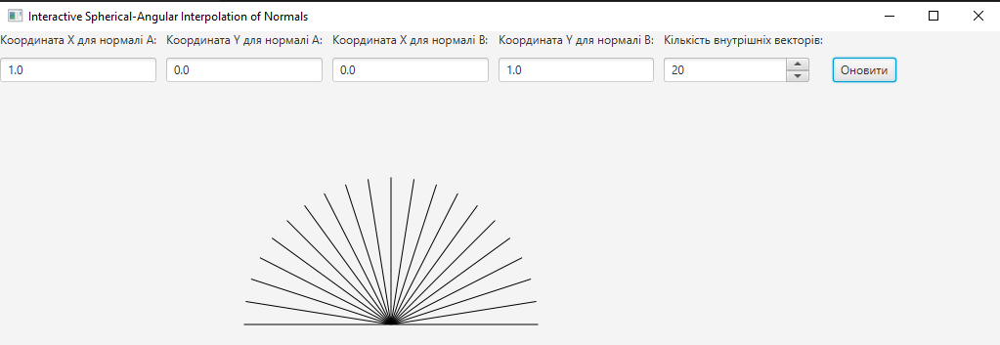 Interactive Spherical-Angular Interpolation of Normals
Координата X для нормалі A: Координата Y для нормалі A: Координата X для нормалі B: Координата Y для нормалі B: Кількість внутрішніх векторів:
1.0 0.0 0.0 1.0 20 Оновити